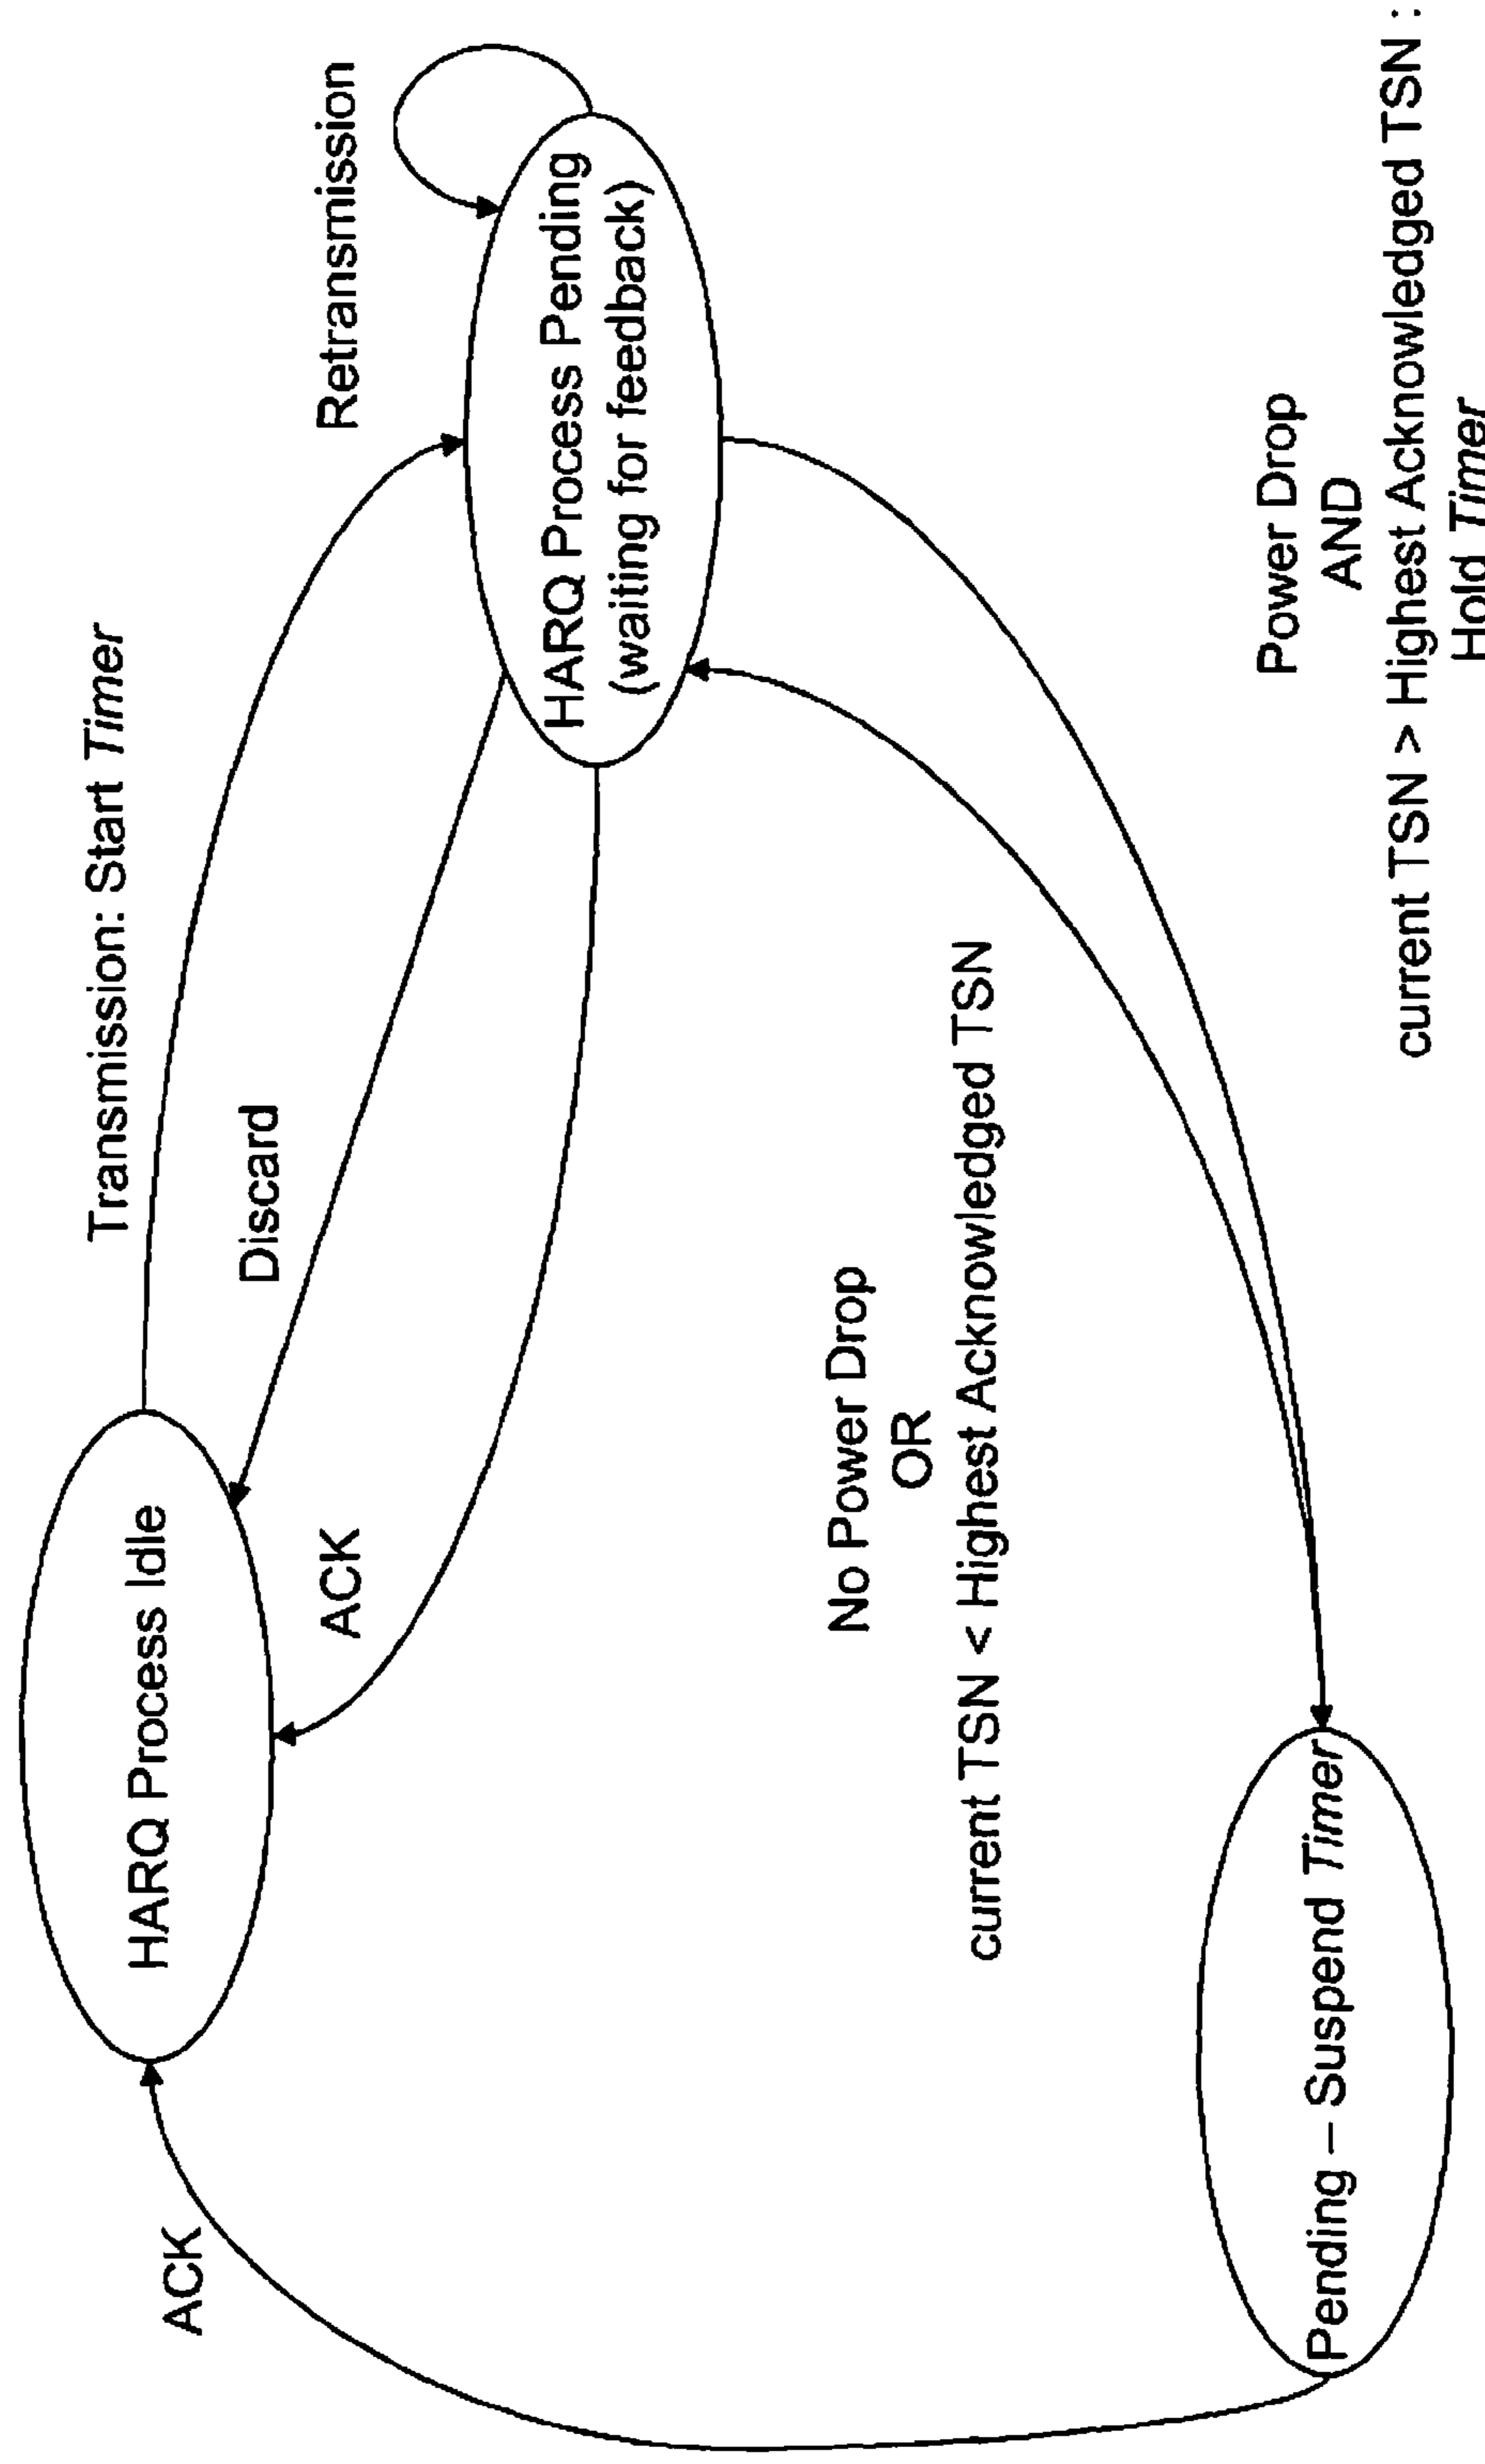 Transmission: Start Timer
Retransmission
HARQ Process Idle
Discard
ACK
HARQ Process Pending
(waiting for feedback)
ACK
No Power Drop
OR
current TSN < Highest Acknowledged TSN
Pending – Suspend Timer
Power Drop
AND
current TSN > Highest Acknowledged TSN :
Hold Timer